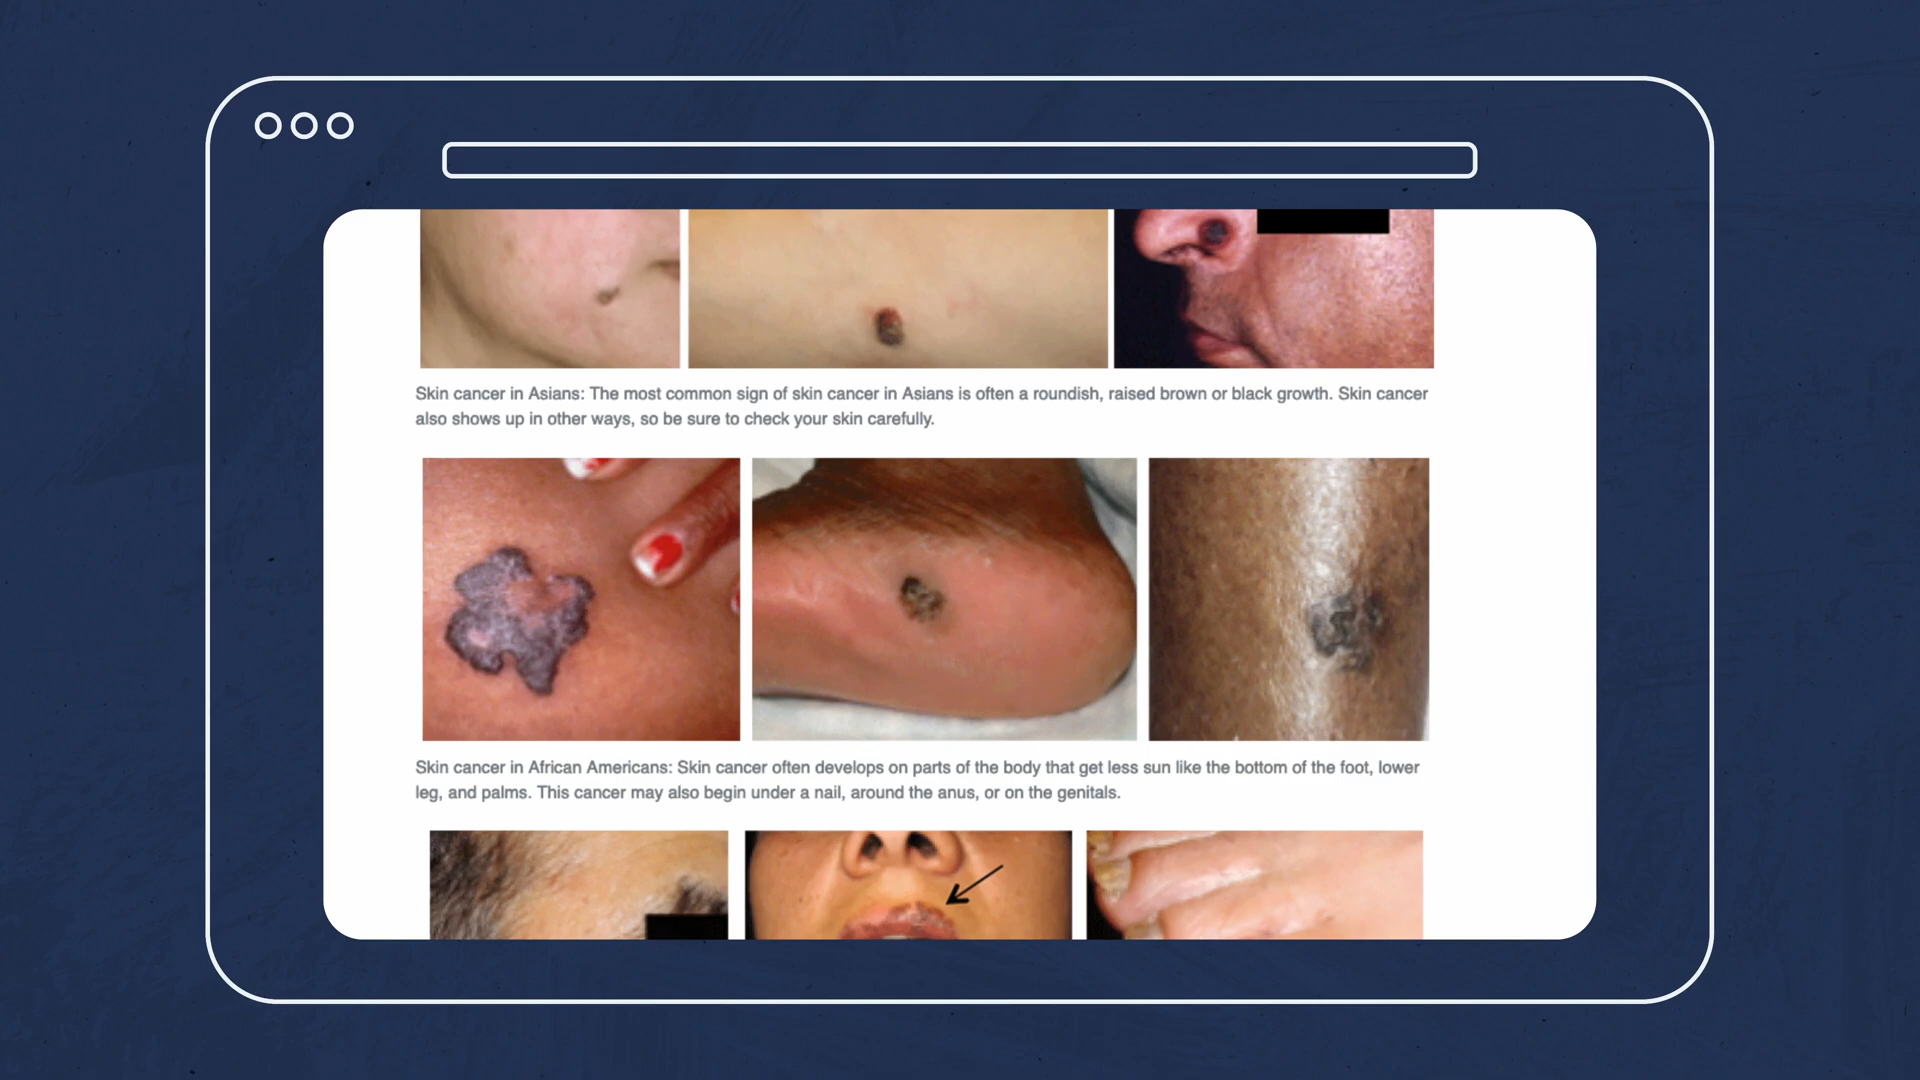 Skin cancer in Asians: The most common sign of skin cancer in Asians is often a roundish, raised brown or black growth. Skin cancer
also shows up in other ways, so be sure to check your skin carefully.
Skin cancer in African Americans: Skin cancer often develops on parts of the body that get less sun like the bottom of the foot, lower
leg, and palms. This cancer may also begin under a nail, around the anus, or on the genitals.